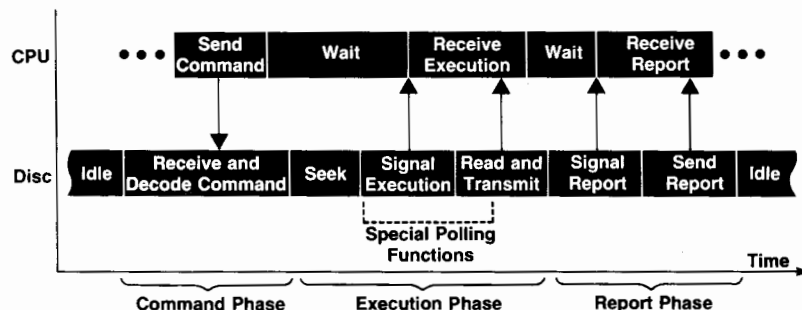 CPU
Send
Command
Wait
Receive
Execution
Wait
Receive
Report
Disc
Idle
Receive and
Decode Command
Seek
Signal
Execution
Read and
Transmit
Signal
Report
Send
Report
Idle
Special Polling
Functions
Time
Command Phase
Execution Phase
Report Phase